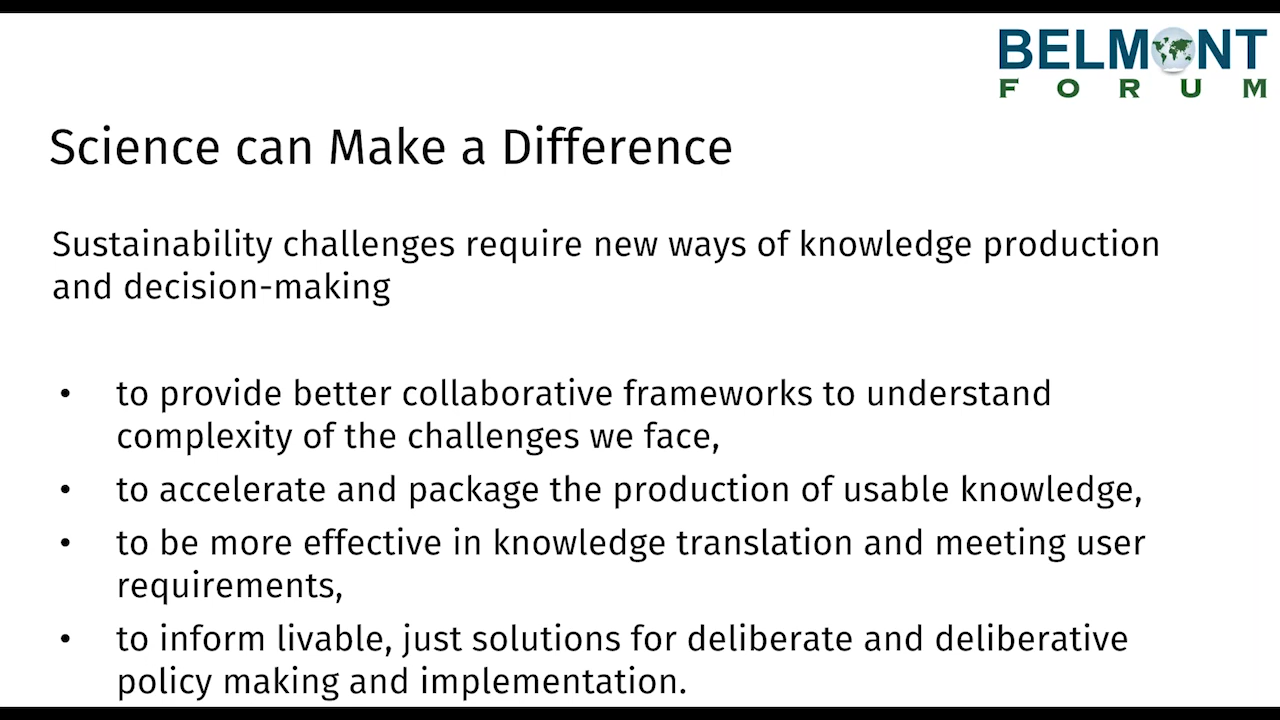 BELMONT
FORUM
Science can Make a Difference
Sustainability challenges require new ways of knowledge production
and decision-making
• to provide better collaborative frameworks to understand
complexity of the challenges we face,
• to accelerate and package the production of usable knowledge,
• to be more effective in knowledge translation and meeting user
requirements,
• to inform livable, just solutions for deliberate and deliberative
policy making and implementation.